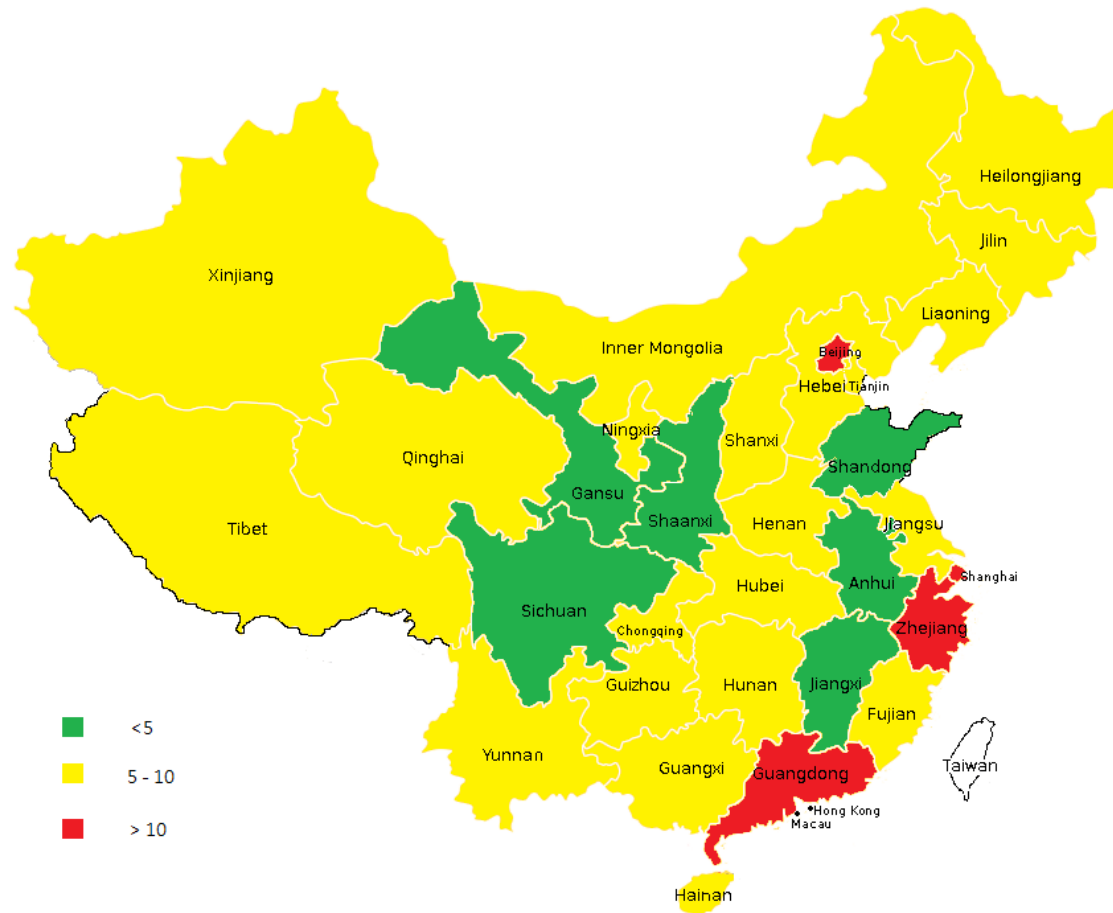 Heilongjiang
Jilin
Xinjiang
Liaoning
Inner Mongolia
Beijing
Hebei
Tianjin
Ningxia
Shanxi
Qinghai
Shandong
Gansu
Shaanxi
Henan
Jiangsu
Tibet
Hubei
Anhui
Shanghai
Sichuan
Chongqing
Zhejiang
Guizhou
Hunan
Jiangxi
Fujian
<5
Yunnan
Guangxi
Guangdong
Taiwan
5 - 10
Hong Kong
Macau
> 10
Hainan